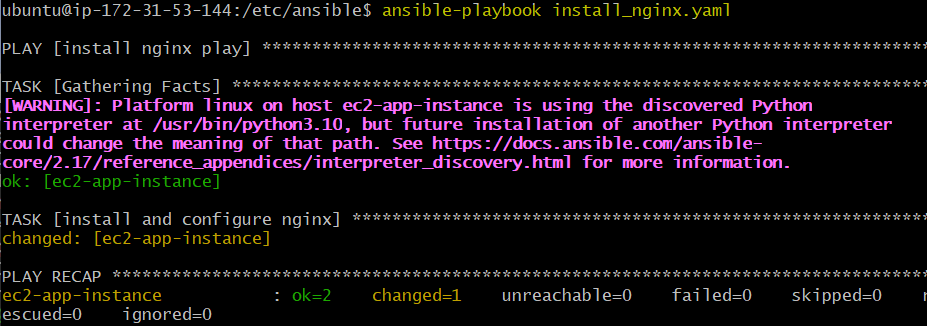 ubuntu@ip-172-31-53-144:/etc/ansible$ ansible-playbook install_nginx.yaml
PLAY [install nginx play] *******************************************************************
TASK [Gathering Facts] **********************************************************************
[WARNING]: Platform linux on host ec2-app-instance is using the discovered Python
interpreter at /usr/bin/python3.10, but future installation of another Python interpreter
could change the meaning of that path. See https://docs.ansible.com/ansible-
core/2.17/reference_appendices/interpreter_discovery.html for more information.
ok: [ec2-app-instance]
TASK [install and configure nginx] **********************************************************
changed: [ec2-app-instance]
PLAY RECAP **********************************************************************************
ec2-app-instance           : ok=2    changed=1    unreachable=0    failed=0    skipped=0    r
escued=0    ignored=0